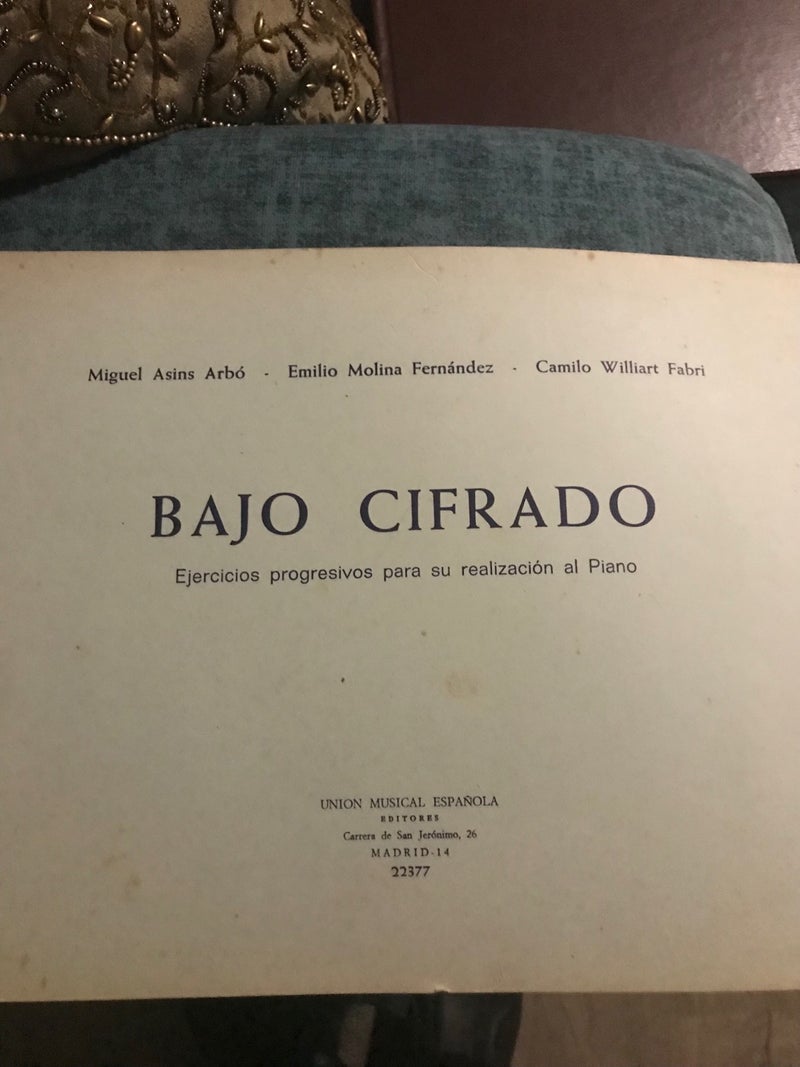 Miguel Asins Arbó - Emilio Molina Fernández - Camilo Williart Fabri
BAJO CIFRADO
Ejercicios progresivos para su realización al Piano
UNION MUSICAL ESPAÑOLA
EDITORES
Carrera de San Jerónimo, 26
MADRID-14
22377